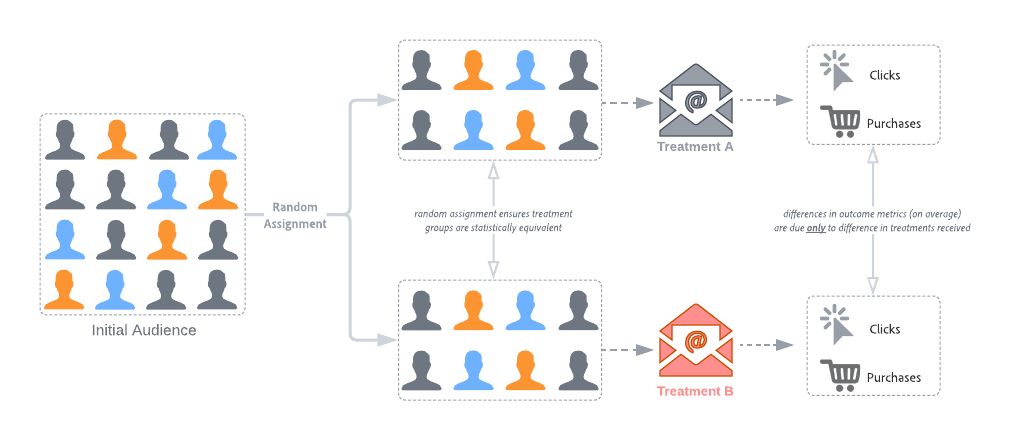 Initial Audience
Random
Assignment
random assignment ensures treatment
groups are statistically equivalent
@
Treatment A
Clicks
Purchases
differences in outcome metrics (on average)
are due only to difference in treatments received
@
Treatment B
Clicks
Purchases